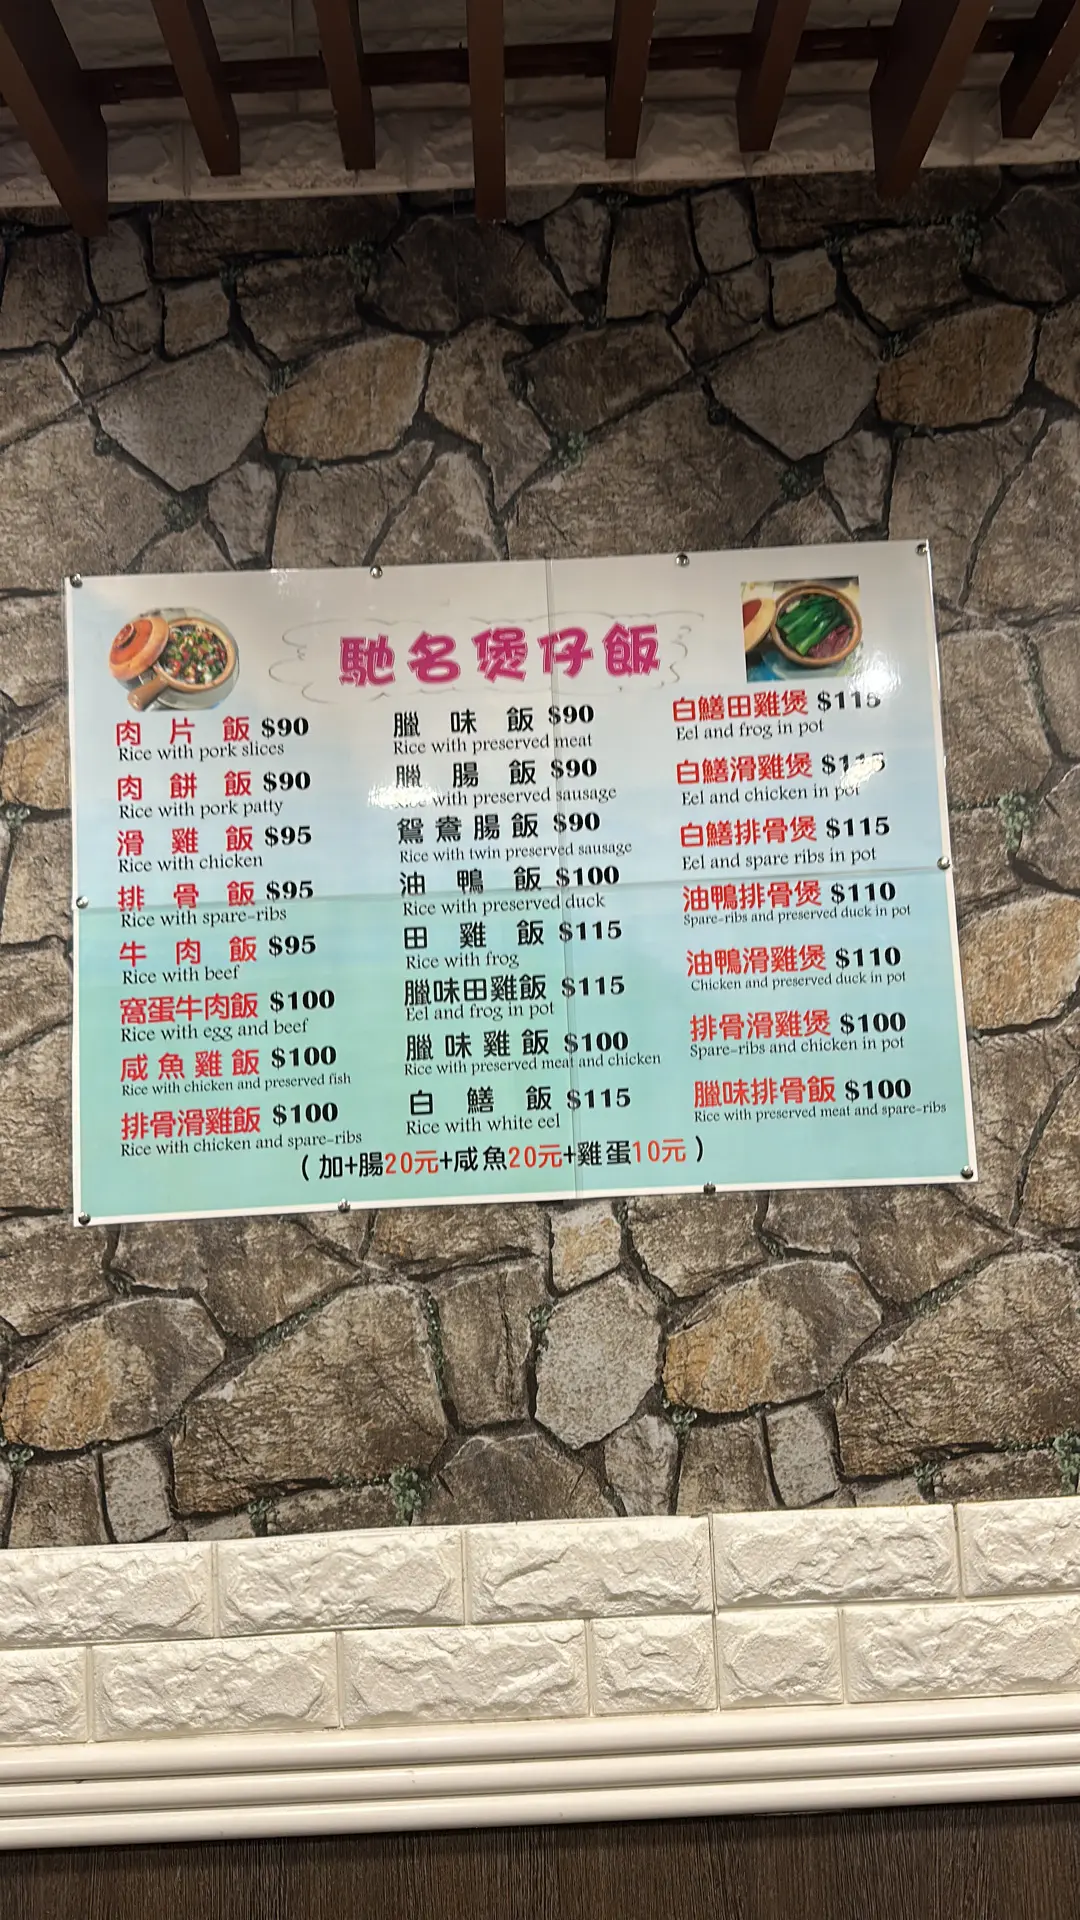 馳名煲仔飯
肉片飯 $90
Rice with pork slices
肉餅飯 $90
Rice with pork patty
滑雞飯 $95
Rice with chicken
排骨飯 $95
Rice with spare-ribs
牛肉飯 $95
Rice with beef
窩蛋牛肉飯 $100
Rice with egg and beef
咸魚雞飯 $100
Rice with chicken and preserved fish
排骨滑雞飯 $100
Rice with chicken and spare-ribs
臘味飯 $90
Rice with preserved meat
臘腸飯 $90
Rice with preserved sausage
鴛鴦腸飯 $90
Rice with twin preserved sausage
油鴨飯 $100
Rice with preserved duck
田雞飯 $115
Rice with frog
臘味田雞飯 $115
Eel and frog in pot
臘味雞飯 $100
Rice with preserved meat and chicken
白鱔飯 $115
Rice with white eel
白鱔田雞煲 $115
Eel and frog in pot
白鱔滑雞煲 $115
Eel and chicken in pot
白鱔排骨煲 $115
Eel and spare ribs in pot
油鴨排骨煲 $110
Spare-ribs and preserved duck in pot
油鴨滑雞煲 $110
Chicken and preserved duck in pot
排骨滑雞煲 $100
Spare-ribs and chicken in pot
臘味排骨飯 $100
Rice with preserved meat and spare-ribs
(加+腸20元+咸魚20元+雞蛋10元)